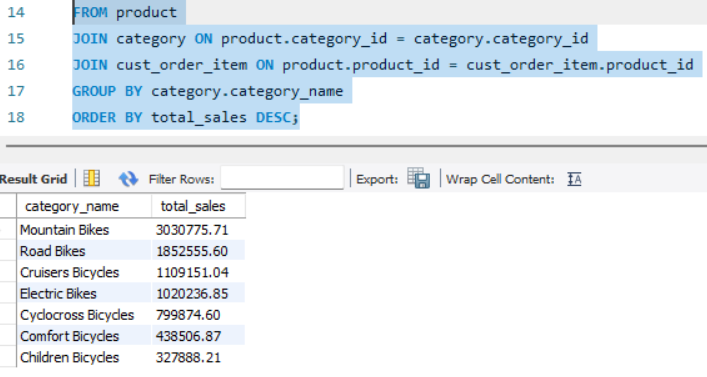 14 FROM product
15 JOIN category ON product.category_id = category.category_id
16 JOIN cust_order_item ON product.product_id = cust_order_item.product_id
17 GROUP BY category.category_name
18 ORDER BY total_sales DESC;
Result Grid Filter Rows: Export: Wrap Cell Content: IA
category_name total_sales
Mountain Bikes 3030775.71
Road Bikes 1852555.60
Cruisers Bicycles 1109151.04
Electric Bikes 1020236.85
Cyclocross Bicycles 799874.60
Comfort Bicycles 438506.87
Children Bicycles 327888.21